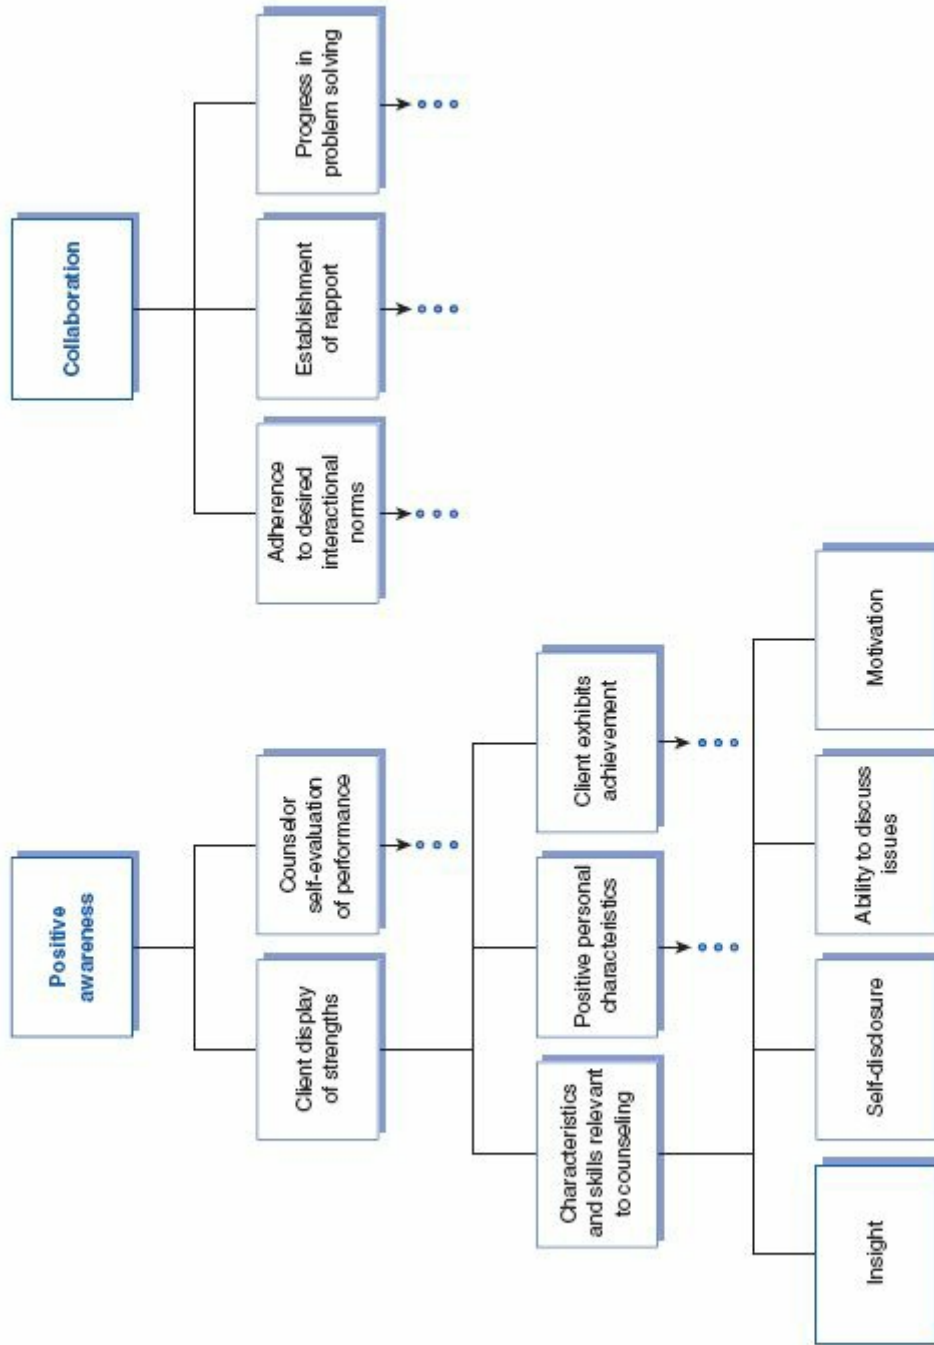 Positive
awareness
Collaboration
Client display
of strengths
Counselor
self-evaluation
of performance
Adherence
to desired
interactional
norms
Establishment
of rapport
Progress in
problem solving
Characteristics
and skills relevant
to counseling
Positive personal
characteristics
Client exhibits
achievement
Insight
Self-disclosure
Ability to discuss
issues
Motivation